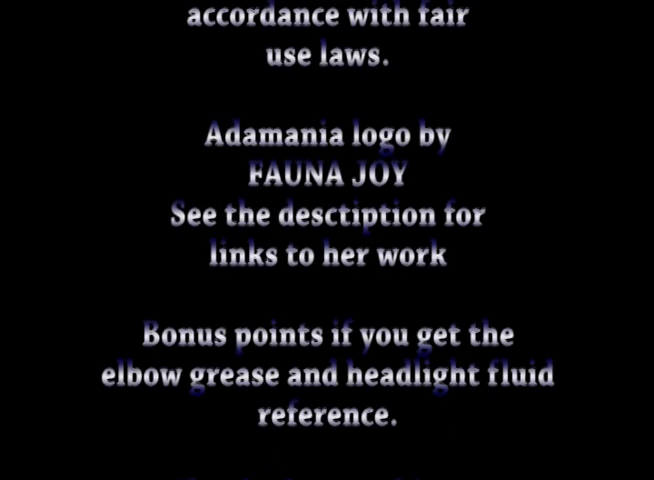 accordance with fair
use laws.
Adamania logo by
FAUNA JOY
See the desctiption for
links to her work
Bonus points if you get the
elbow grease and headlight fluid
reference.